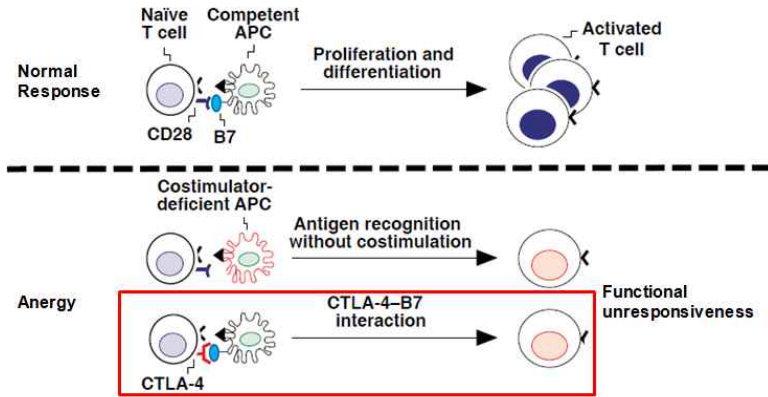 Naïve
T cell
Competent
APC
Activated
T cell
Proliferation and
differentiation
Normal
Response
CD28
B7
Costimulator-
deficient APC
Antigen recognition
without costimulation
Anergy
CTLA-4–B7
interaction
Functional
unresponsiveness
CTLA-4